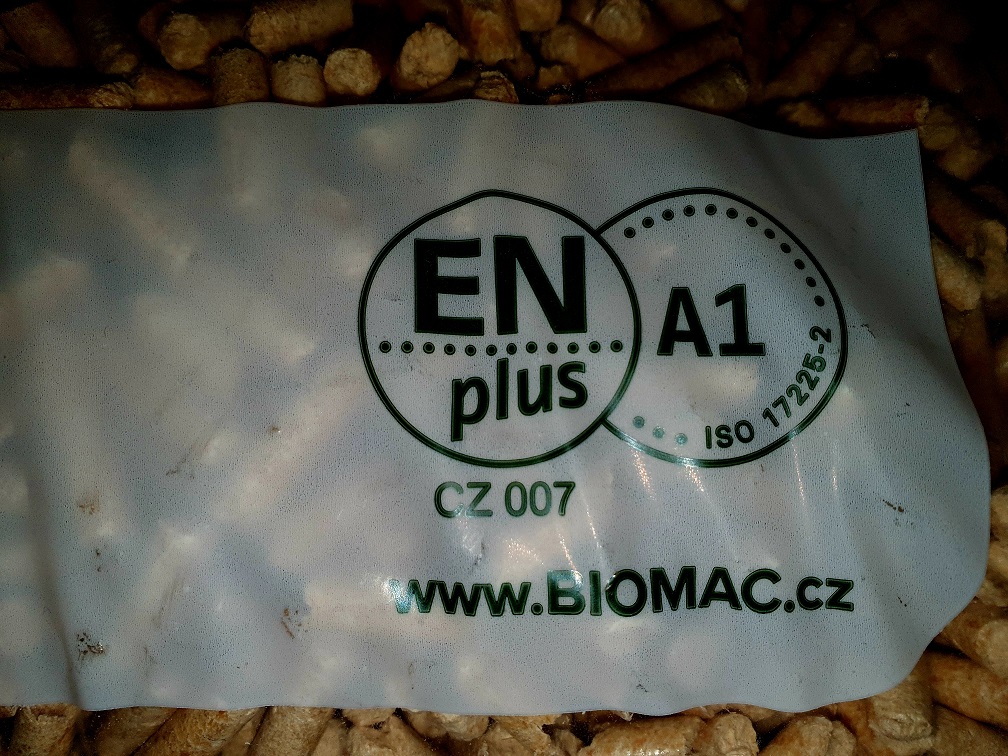 EN
plus
A1
ISO 17225-2
CZ 007
www.BIOMAC.cz